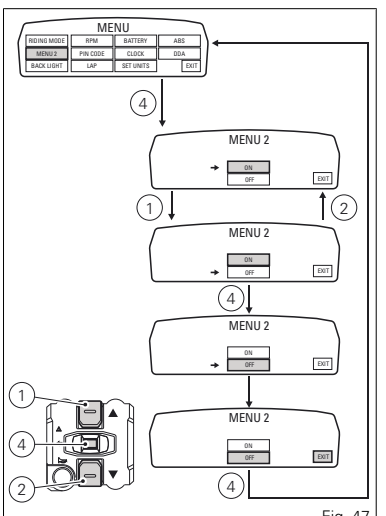 MENU
RIDING MODE RPM BATTERY ABS
MENU 2 PIN CODE CLOCK DDA
BACK LIGHT LAP SET UNITS EXIT
4
MENU 2
ON
OFF EXIT
1 2
MENU 2
ON
OFF EXIT
4
MENU 2
ON
OFF EXIT
1
MENU 2
4 ON
OFF EXIT
2 4
Fig. 47